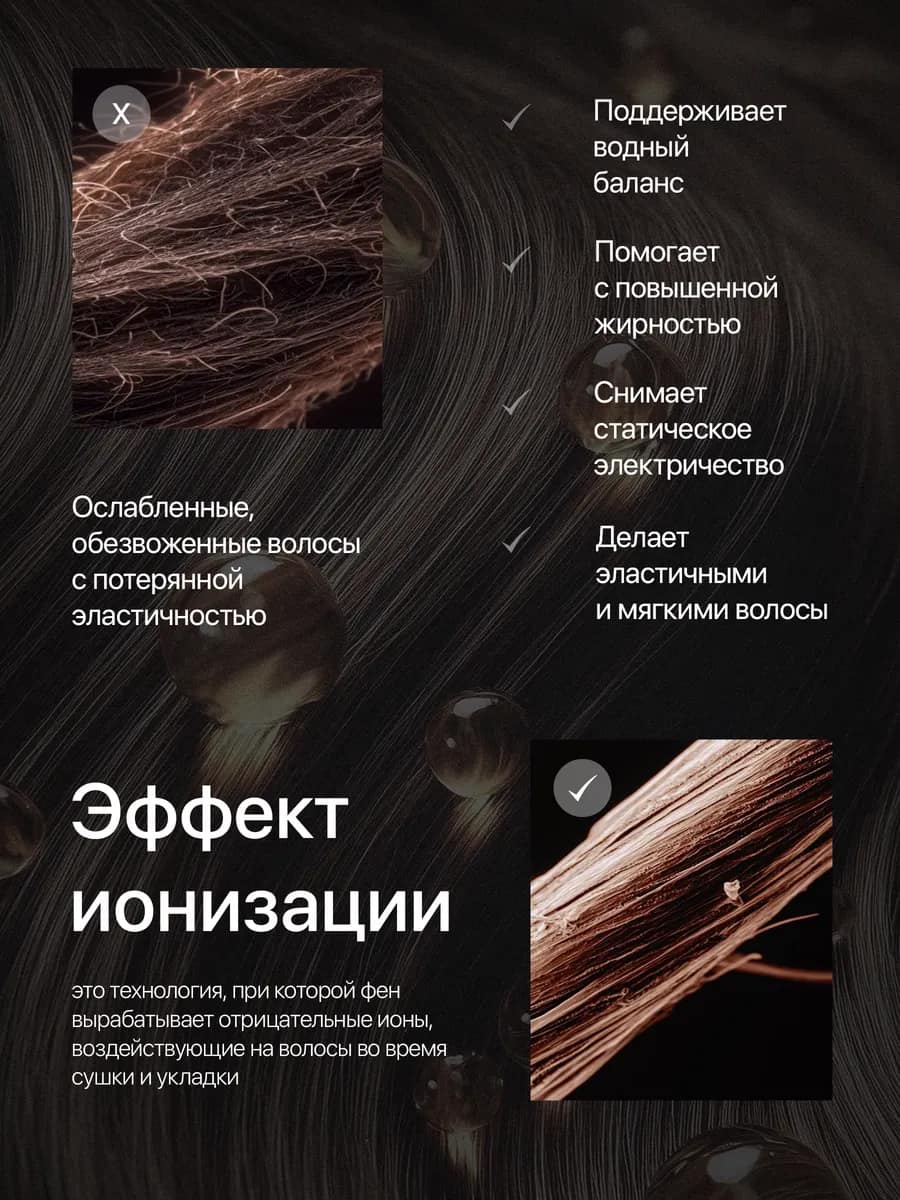 X
Поддерживает
водный
баланс
Помогает
с повышенной
жирностью
Снимает
статическое
электричество
Делает
эластичными
и мягкими волосы
Ослабленные,
обезвоженные волосы
с потерянной
эластичностью
Эффект
ионизации
это технология, при которой фен
вырабатывает отрицательные ионы,
воздействующие на волосы во время
сушки и укладки